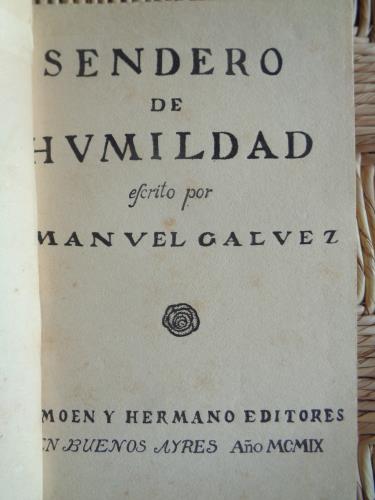 SENDERO
DE
HVMILDAD
eſcrito por
MANVEL GALVEZ
MOEN Y HERMANO EDITORES
EN BUENOS AYRES Año MCMIX